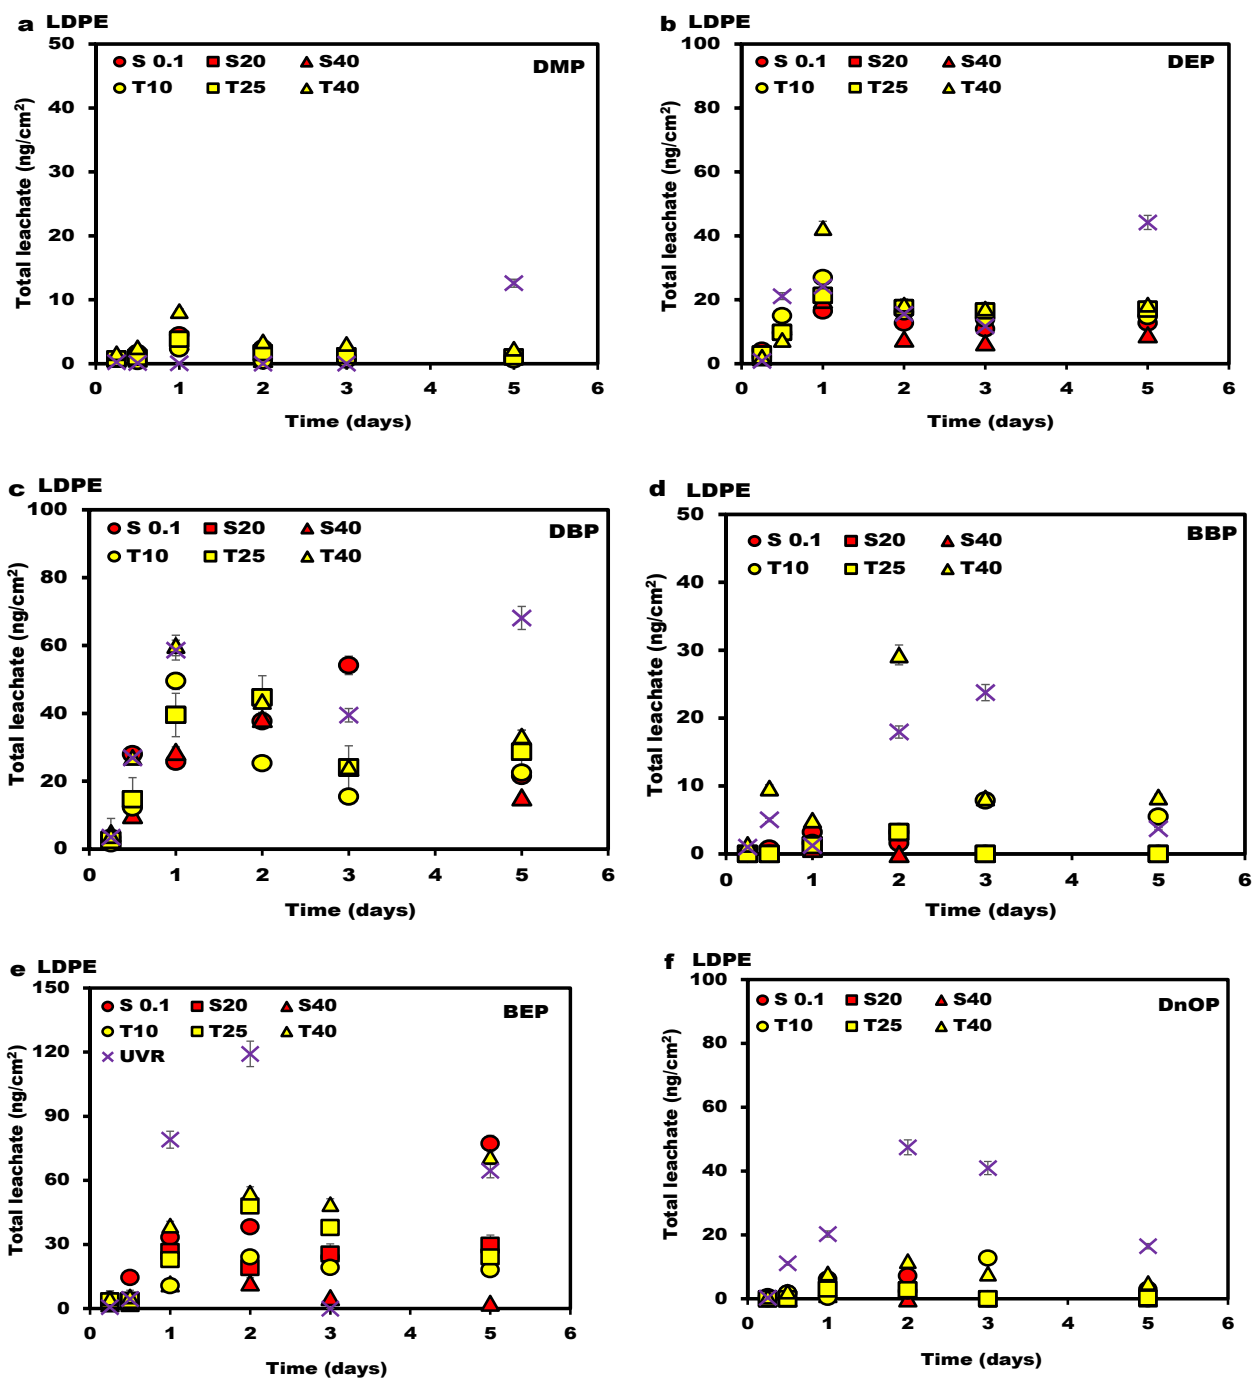 a LDPE
50
40
30
20
10
0
S 0.1 S20 S40
T10 T25 T40
DMP
Total leachate (ng/cm²)
0 1 2 3 4 5 6
Time (days)
b LDPE
100
80
60
40
20
0
S 0.1 S20 S40
T10 T25 T40
DEP
Total leachate (ng/cm²)
0 1 2 3 4 5 6
Time (days)
c LDPE
100
80
60
40
20
0
S 0.1 S20 S40
T10 T25 T40
DBP
Total leachate (ng/cm²)
0 1 2 3 4 5 6
Time (days)
d LDPE
50
40
30
20
10
0
S 0.1 S20 S40
T10 T25 T40
BBP
Total leachate (ng/cm²)
0 1 2 3 4 5 6
Time (days)
e LDPE
150
120
90
60
30
0
S 0.1 S20 S40
T10 T25 T40
UVR
BEP
Total leachate (ng/cm²)
0 1 2 3 4 5 6
Time (days)
f LDPE
100
80
60
40
20
0
S 0.1 S20 S40
T10 T25 T40
DnOP
Total leachate (ng/cm²)
0 1 2 3 4 5 6
Time (days)